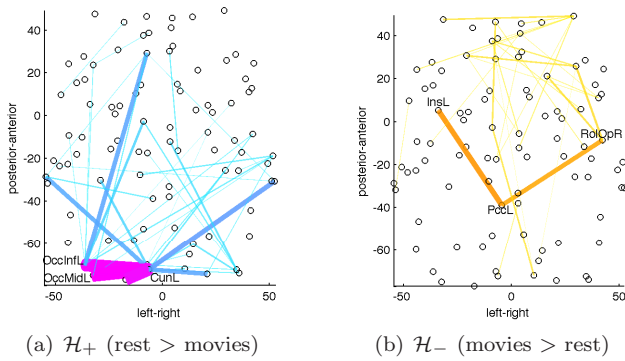 40
20
0
-20
-40
-60
posterior-anterior
OccInfL
OccMidL
CunL
-50
0
50
left-right
(a) ℋ₊ (rest > movies)
40
20
0
-20
-40
-60
posterior-anterior
InsL
RolOpR
PccL
-50
0
50
left-right
(b) ℋ₋ (movies > rest)